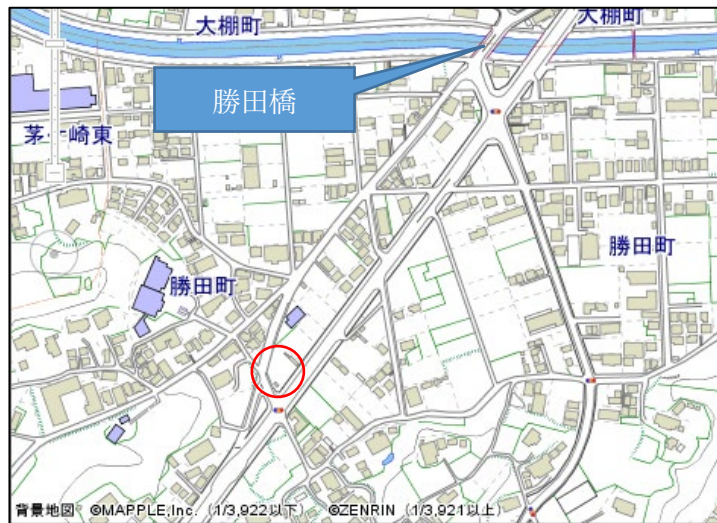 大棚町
大棚町
勝田橋
茅ケ崎東
勝田町
勝田町
背景地図 ©MAPPLE,Inc.（1/3,922以下） ©ZENRIN（1/3,921以上）